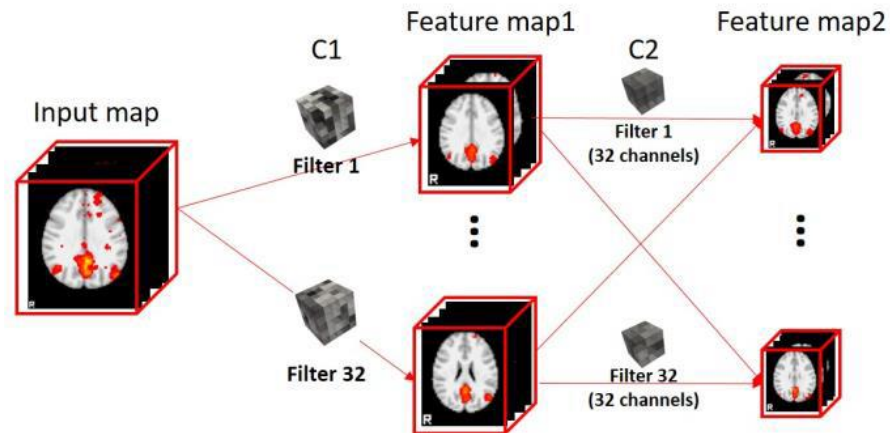 Feature map1
Feature map2
C1
C2
Input map
Filter 1
Filter 1
(32 channels)
R
R
R
Filter 32
Filter 32
(32 channels)
R
R
R